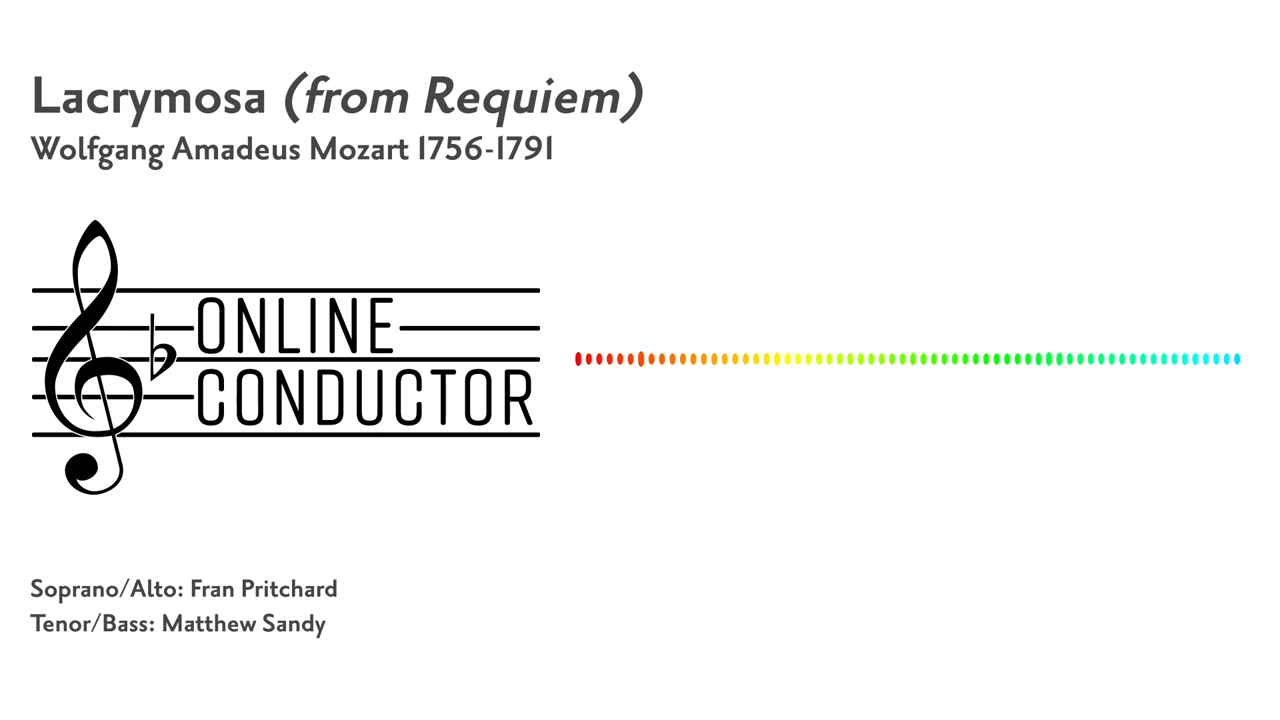 Lacrymosa (from Requiem)
Wolfgang Amadeus Mozart 1756-1791
ONLINE
CONDUCTOR
Soprano/Alto: Fran Pritchard
Tenor/Bass: Matthew Sandy